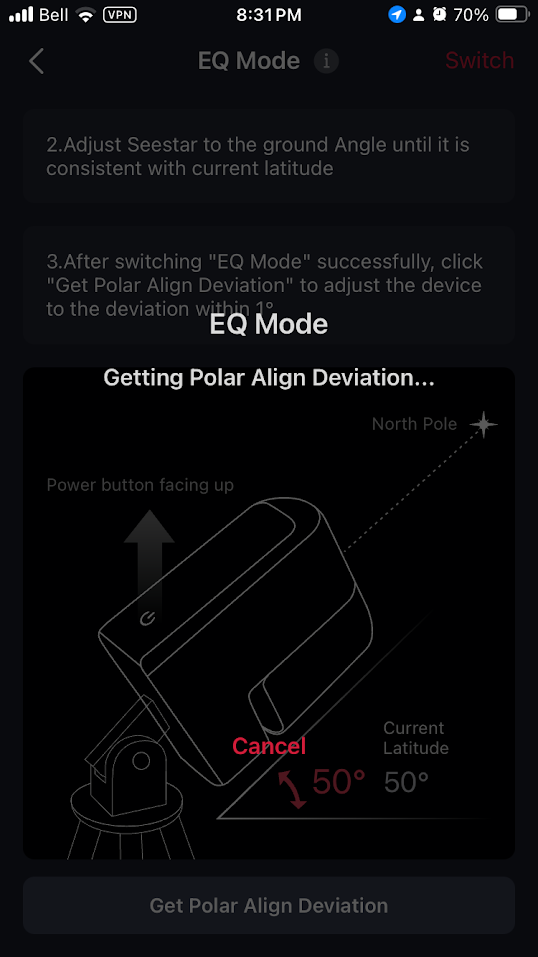 Bell VPN 8:31PM 70%
EQ Mode i Switch
2.Adjust Seestar to the ground Angle until it is
consistent with current latitude
3.After switching "EQ Mode" successfully, click
"Get Polar Align Deviation" to adjust the device
to the deviation within 1°
EQ Mode
Getting Polar Align Deviation...
North Pole
Power button facing up
Cancel
Current
Latitude
50° 50°
Get Polar Align Deviation